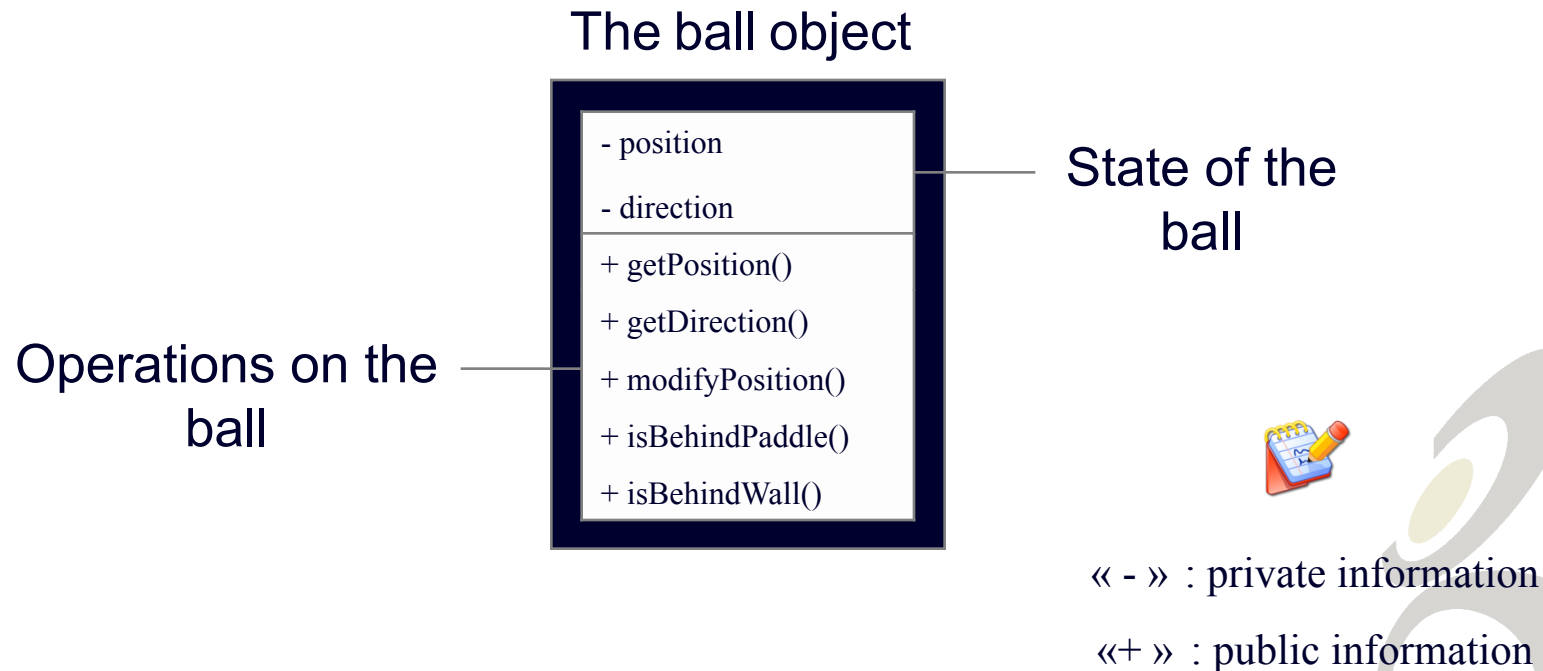 The ball object
- position
- direction
State of the
ball
+ getPosition()
+ getDirection()
+ modifyPosition()
+ isBehindPaddle()
+ isBehindWall()
Operations on the
ball
« - » : private information
«+ » : public information